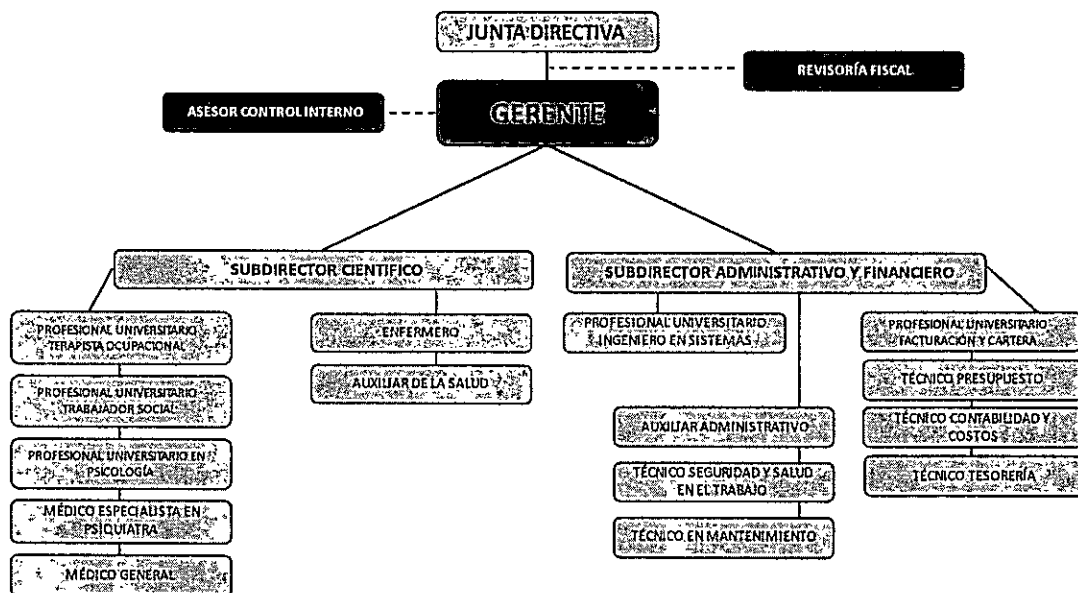 JUNTA DIRECTIVA
REVISORÍA FISCAL
ASESOR CONTROL INTERNO
GERENTE
SUBDIRECTOR CIENTÍFICO
SUBDIRECTOR ADMINISTRATIVO Y FINANCIERO
PROFESIONAL UNIVERSITARIO
TERAPISTA OCUPACIONAL
PROFESIONAL UNIVERSITARIO
TRABAJADOR SOCIAL
PROFESIONAL UNIVERSITARIO EN
PSICOLOGÍA
MÉDICO ESPECIALISTA EN
PSIQUIATRA
MÉDICO GENERAL
ENFERMERO
AUXILIAR DE LA SALUD
PROFESIONAL UNIVERSITARIO
INGENIERO EN SISTEMAS
AUXILIAR ADMINISTRATIVO
TÉCNICO SEGURIDAD Y SALUD
EN EL TRABAJO
TÉCNICO EN MANTENIMIENTO
PROFESIONAL UNIVERSITARIO
FACTURACIÓN Y CARTERA
TÉCNICO PRESUPUESTO
TÉCNICO CONTABILIDAD Y
COSTOS
TÉCNICO TESORERÍA